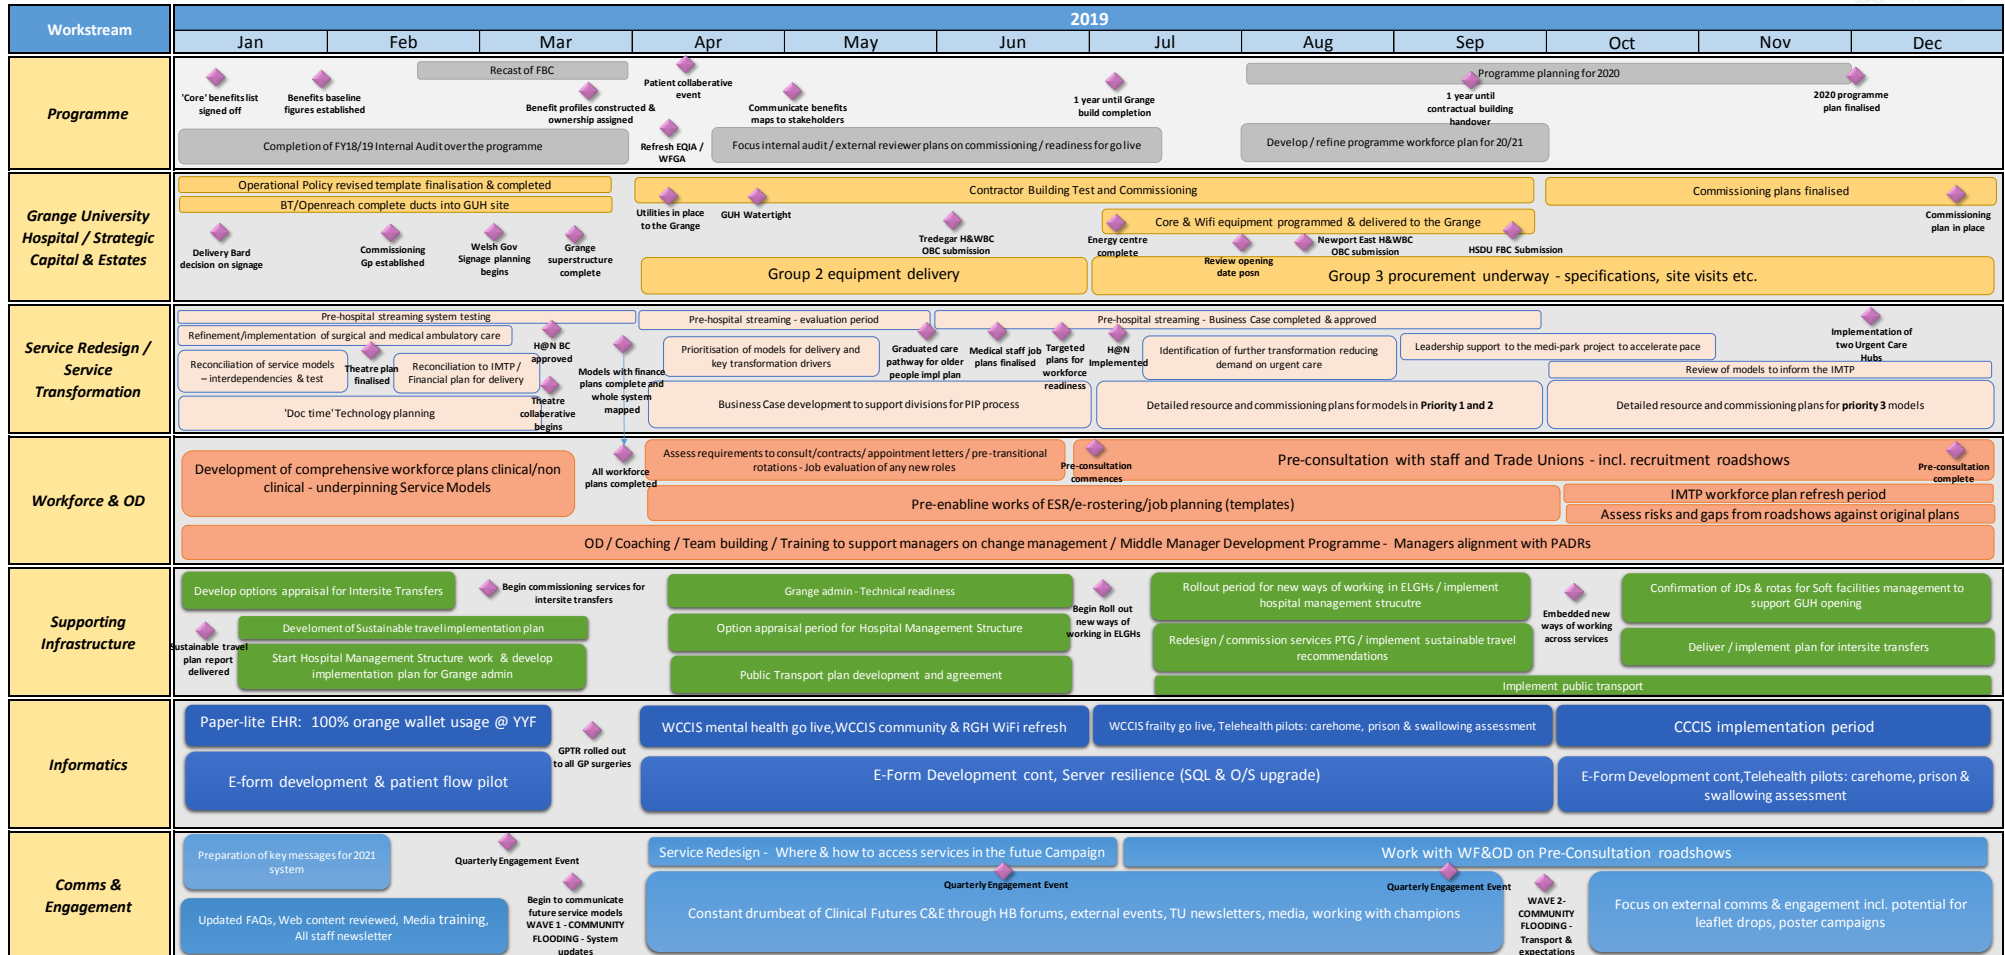 Workstream
2019
Jan Feb Mar Apr May Jun Jul Aug Sep Oct Nov Dec
Programme
Recast of FBC
Programme planning for 2020
'Core' benefits list
signed off
Benefits baseline
figures established
Benefit profiles constructed &
ownership assigned
Patient collaberative
event
Communicate benefits
maps to stakeholders
1 year until Grange
build completion
1 year until
contractual building
handover
2020 programme
plan finalised
Completion of FY18/19 Internal Audit over the programme
Refresh EQIA /
WFGA
Focus internal audit / external reviewer plans on commissioning / readiness for go live
Develop / refine programme workforce plan for 20/21
Grange University
Hospital / Strategic
Capital & Estates
Operational Policy revised template finalisation & completed
BT/Openreach complete ducts into GUH site
Contractor Building Test and Commissioning
Commissioning plans finalised
Utilities in place
to the Grange
GUH Watertight
Core & Wifi equipment programmed & delivered to the Grange
Commissioning
plan in place
Delivery Bard
decision on signage
Commissioning
Gp established
Welsh Gov
Signage planning
begins
Grange
superstructure
complete
Tredegar H&WBC
OBC submission
Energy centre
complete
Review opening
date posn
Newport East H&WBC
OBC submission
HSDU FBC Submission
Group 2 equipment delivery
Group 3 procurement underway - specifications, site visits etc.
Service Redesign /
Service
Transformation
Pre-hospital streaming system testing
Pre-hospital streaming - evaluation period
Pre-hospital streaming - Business Case completed & approved
Refinement/implementation of surgical and medical ambulatory care
H@N BC
approved
Reconciliation of service models
– interdependencies & test
Theatre plan
finalised
Reconciliation to IMTP /
Financial plan for delivery
Models with finance
plans complete and
whole system
mapped
Prioritisation of models for delivery and
key transformation drivers
Graduated care
pathway for older
people impl plan
Medical staff job
plans finalised
Targeted
plans for
workforce
readiness
H@N
Implemented
Identification of further transformation reducing
demand on urgent care
Leadership support to the medi-park project to accelerate pace
Implementation of
two Urgent Care
Hubs
Review of models to inform the IMTP
'Doc time' Technology planning
Theatre
collaberative
begins
Business Case development to support divisions for PIP process
Detailed resource and commissioning plans for models in Priority 1 and 2
Detailed resource and commissioning plans for priority 3 models
Workforce & OD
Development of comprehensive workforce plans clinical/non
clinical - underpinning Service Models
All workforce
plans completed
Assess requirements to consult/contracts/ appointment letters / pre-transitional
rotations - Job evaluation of any new roles
Pre-consultation
commences
Pre-consultation with staff and Trade Unions - incl. recruitment roadshows
Pre-consultation
complete
Pre-enable works of ESR/e-rostering/job planning (templates)
IMTP workforce plan refresh period
Assess risks and gaps from roadshows against original plans
OD / Coaching / Team building / Training to support managers on change management / Middle Manager Development Programme - Managers alignment with PADRs
Supporting
Infrastructure
Develop options appraisal for Intersite Transfers
Begin commissioning services for
intersite transfers
Grange admin - Technical readiness
Begin Roll out
new ways of
working in ELGHs
Rollout period for new ways of working in ELGHs / implement
hospital management strucutre
Embedded new
ways of working
across services
Confirmation of JDs & rotas for Soft facilities management to
support GUH opening
Sustainable travel
plan report
delivered
Develoment of Sustainable travel implementation plan
Option appraisal period for Hospital Management Structure
Redesign / commission services PTG / implement sustainable travel
recommendations
Deliver / implement plan for intersite transfers
Start Hospital Management Structure work & develop
implementation plan for Grange admin
Public Transport plan development and agreement
Implement public transport
Informatics
Paper-lite EHR: 100% orange wallet usage @ YYF
GPTR rolled out
to all GP surgeries
WCCIS mental health go live,WCCIS community & RGH WiFi refresh
WCCIS frailty go live, Telehealth pilots: carehome, prison & swallowing assessment
CCCIS implementation period
E-form development & patient flow pilot
E-Form Development cont, Server resilience (SQL & O/S upgrade)
E-Form Development cont,Telehealth pilots: carehome, prison &
swallowing assessment
Comms &
Engagement
Preparation of key messages for 2021
system
Quarterly Engagement Event
Service Redesign - Where & how to access services in the futue Campaign
Work with WF&OD on Pre-Consultation roadshows
Quarterly Engagement Event
Quarterly Engagement Event
Updated FAQs, Web content reviewed, Media training,
All staff newsletter
Begin to communicate
future service models
WAVE 1 - COMMUNITY
FLOODING - System
updates
Constant drumbeat of Clinical Futures C&E through HB forums, external events, TU newsletters, media, working with champions
WAVE 2-
COMMUNITY
FLOODING -
Transport &
expectations
Focus on external comms & engagement incl. potential for
leaflet drops, poster campaigns